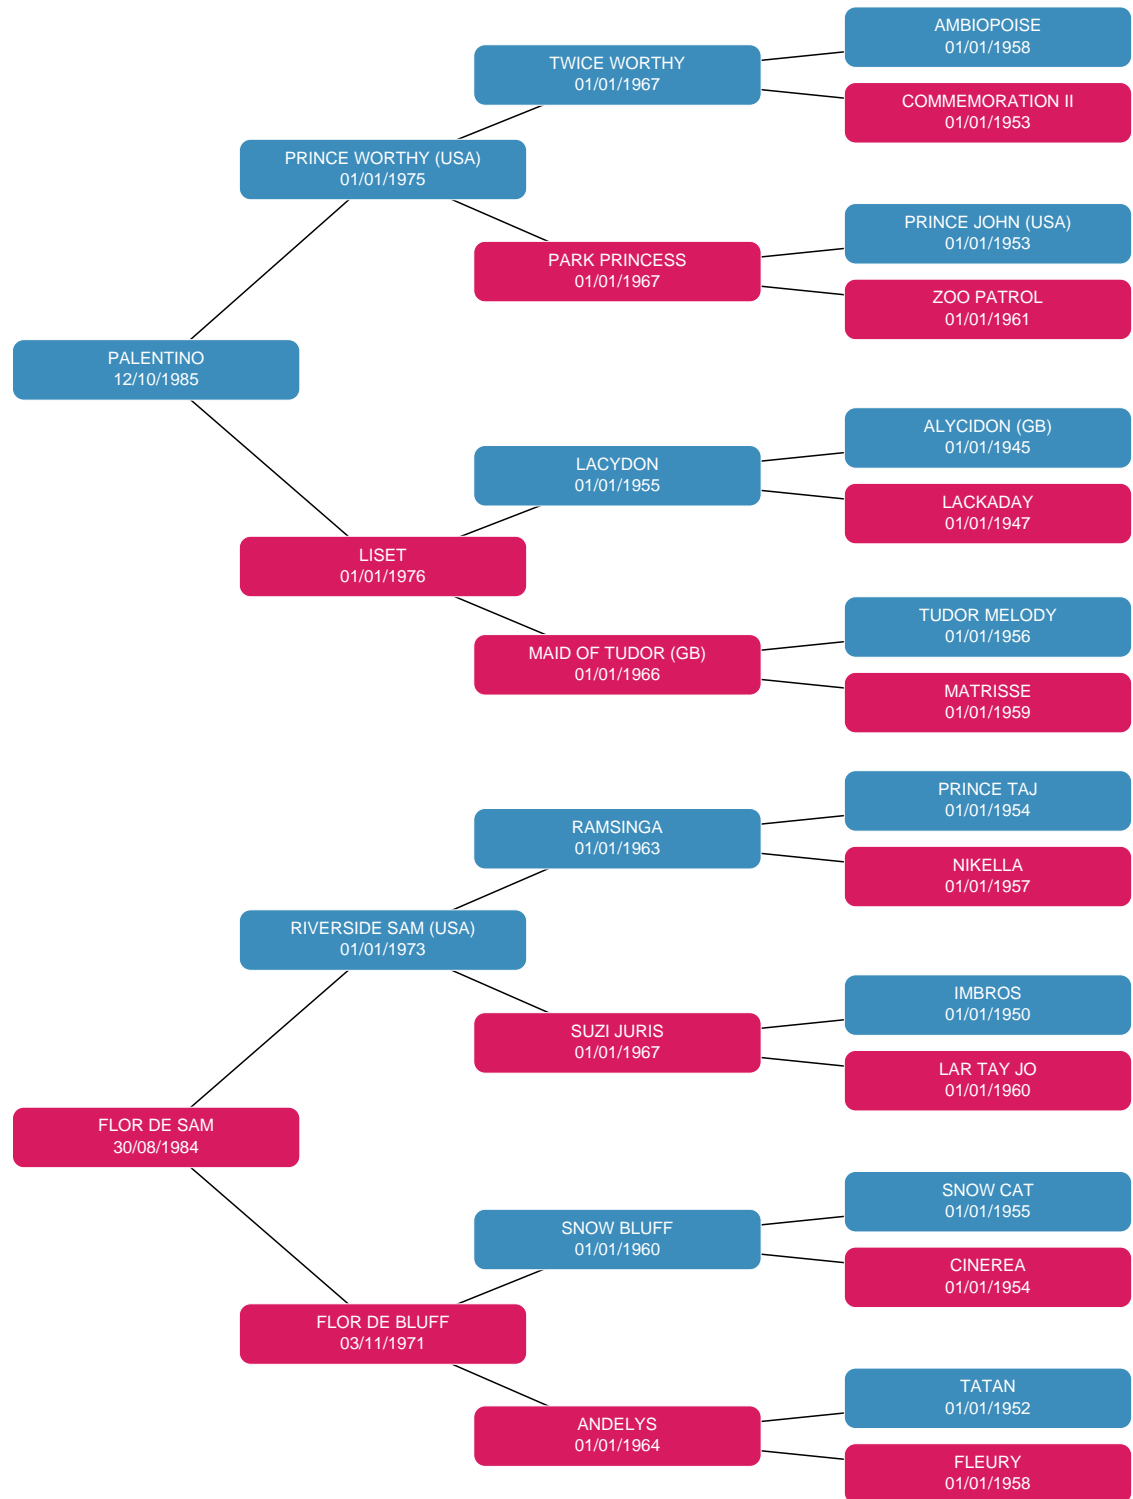 AMBIOPOISE
01/01/1958
TWICE WORTHY
01/01/1967
COMMEMORATION II
01/01/1953
PRINCE WORTHY (USA)
01/01/1975
PRINCE JOHN (USA)
01/01/1953
PARK PRINCESS
01/01/1967
ZOO PATROL
01/01/1961
PALENTINO
12/10/1985
ALYCIDON (GB)
01/01/1945
LACYDON
01/01/1955
LACKADAY
01/01/1947
LISET
01/01/1976
TUDOR MELODY
01/01/1956
MAID OF TUDOR (GB)
01/01/1966
MATRISSE
01/01/1959
PRINCE TAJ
01/01/1954
RAMSINGA
01/01/1963
NIKELLA
01/01/1957
RIVERSIDE SAM (USA)
01/01/1973
IMBROS
01/01/1950
SUZI JURIS
01/01/1967
LAR TAY JO
01/01/1960
FLOR DE SAM
30/08/1984
SNOW CAT
01/01/1955
SNOW BLUFF
01/01/1960
CINEREA
01/01/1954
FLOR DE BLUFF
03/11/1971
TATAN
01/01/1952
ANDELYS
01/01/1964
FLEURY
01/01/1958